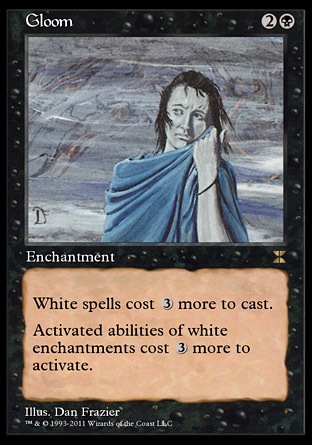 Gloom 2
Enchantment
White spells cost 3 more to cast.
Activated abilities of white
enchantments cost 3 more to
activate.
Illus. Dan Frazier
™ & © 1993-2011 Wizards of the Coast LLC